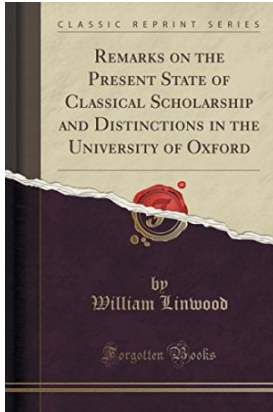 CLASSIC REPRINT SERIES
REMARKS ON THE
PRESENT STATE OF
CLASSICAL SCHOLARSHIP
AND DISTINCTIONS IN THE
UNIVERSITY OF OXFORD
by
William Linwood
Forgotten Books